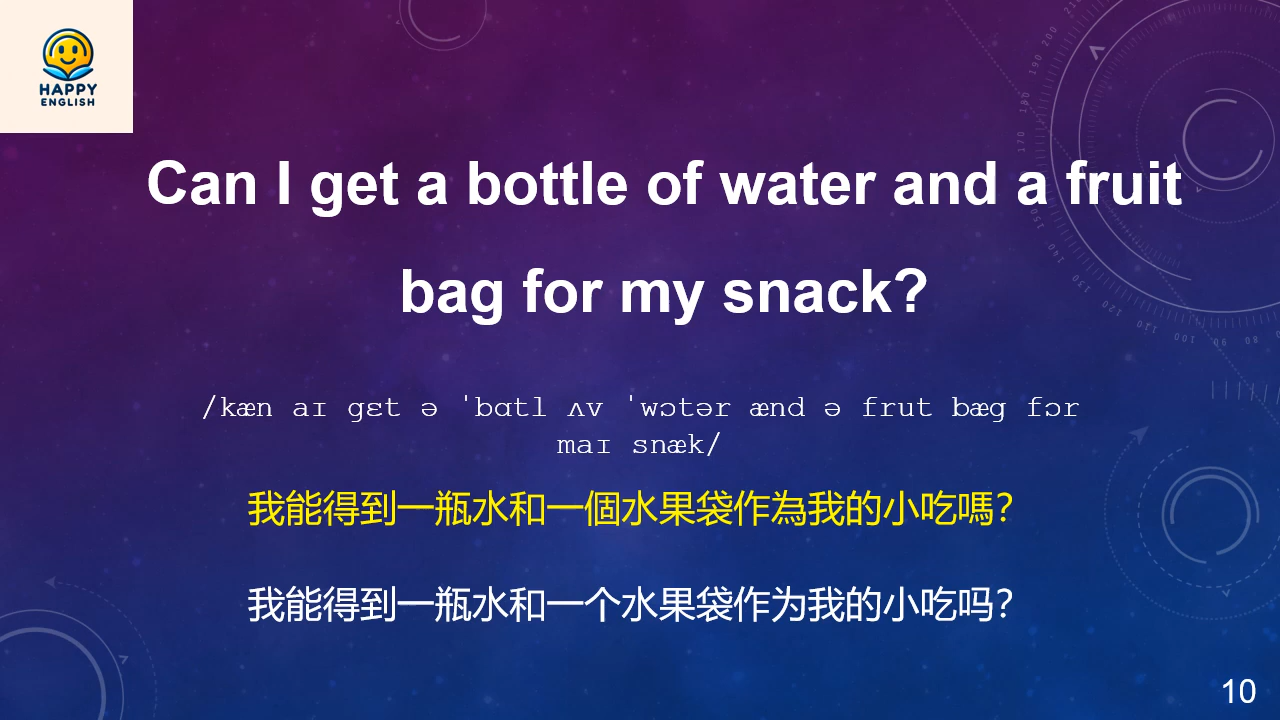 HAPPY
ENGLISH
Can I get a bottle of water and a fruit
bag for my snack?
/kæn aɪ gɛt ə ˈbɑtl ʌv ˈwɔtər ænd ə frut bæg fɔr
maɪ snæk/
我能得到一瓶水和一個水果袋作為我的小吃嗎?
我能得到一瓶水和一个水果袋作为我的小吃吗?
10